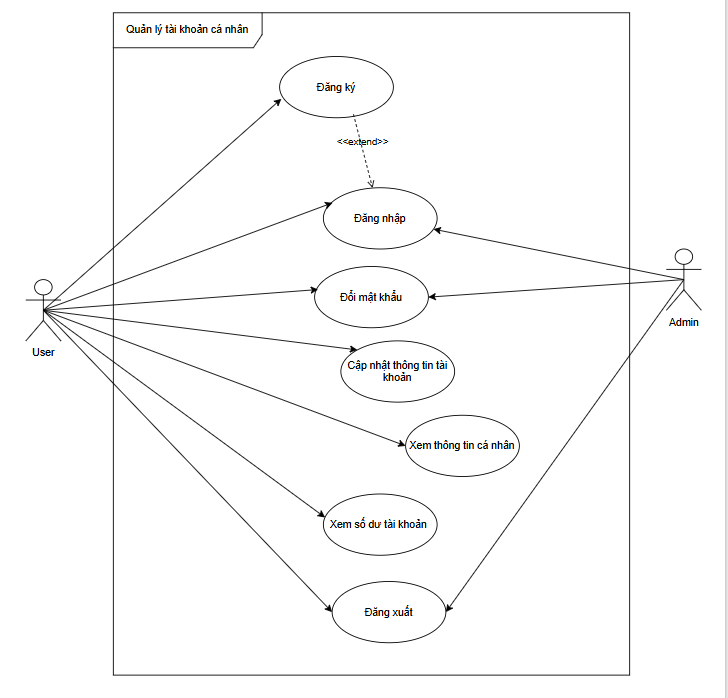 Quản lý tài khoản cá nhân
Đăng ký
<<extend>>
Đăng nhập
Đổi mật khẩu
User
Admin
Cập nhật thông tin tài
khoản
Xem thông tin cá nhân
Xem số dư tài khoản
Đăng xuất